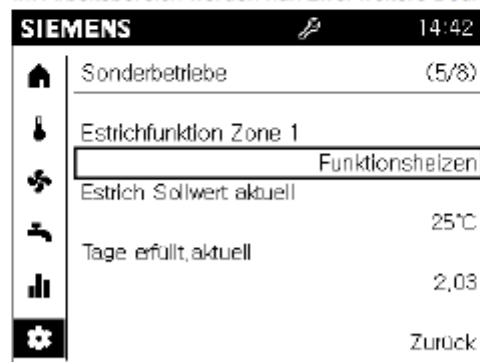 SIEMENS 14:42
Sonderbetriebe (5/8)
Estrichfunktion Zone 1
Funktionsheizen
Estrich Sollwert aktuell
25°C
Tage erfüllt,aktuell
2,03
Zurück